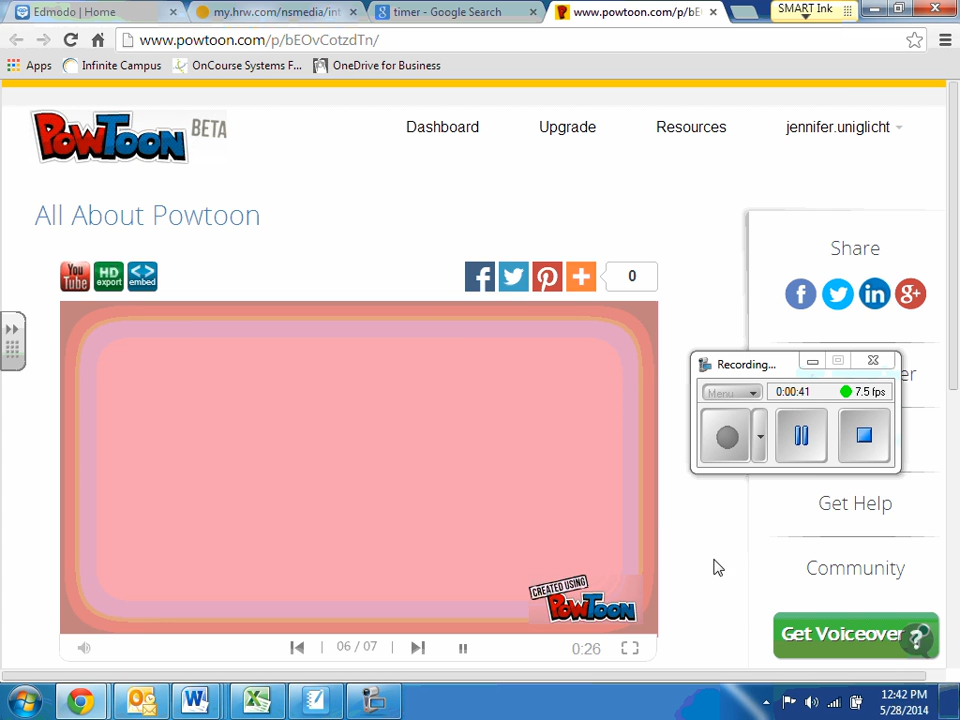 Edmodo | Home
my.hrw.com/nsmedia/int
timer - Google Search
www.powtoon.com/p/bE
SMART Ink
www.powtoon.com/p/bEOvCotzdTn/
Apps
Infinite Campus
OnCourse Systems F...
OneDrive for Business
POWTOON BETA
Dashboard
Upgrade
Resources
jennifer.uniglicht
All About Powtoon
You Tube
HD export
<> embed
0
Share
Recording...
er
Menu
0:00:41
7.5 fps
CREATED USING
POWTOON
Get Help
Community
Get Voiceover
06 / 07
0:26
12:42 PM
5/28/2014